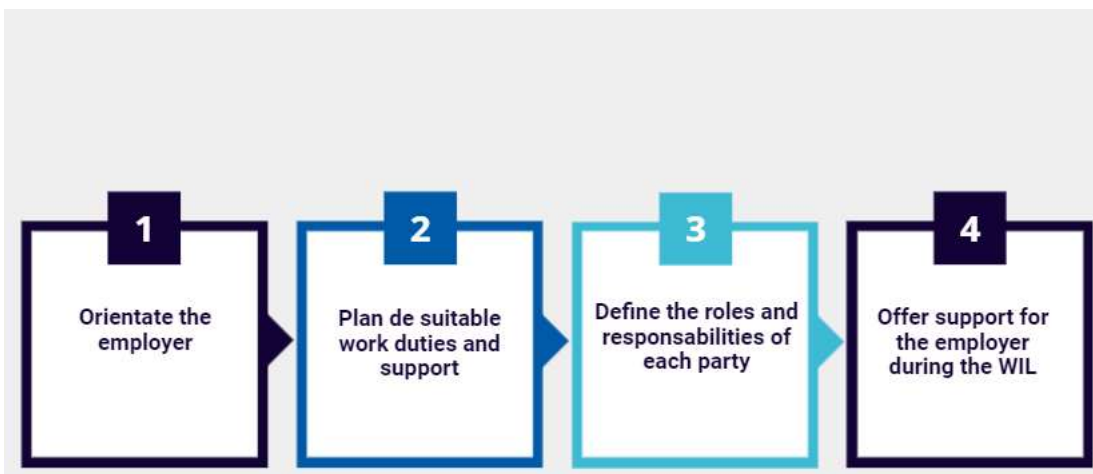 1
Orientate the
employer
2
Plan de suitable
work duties and
support
3
Define the roles and
responsabilities of
each party
4
Offer support for
the employer
during the WIL